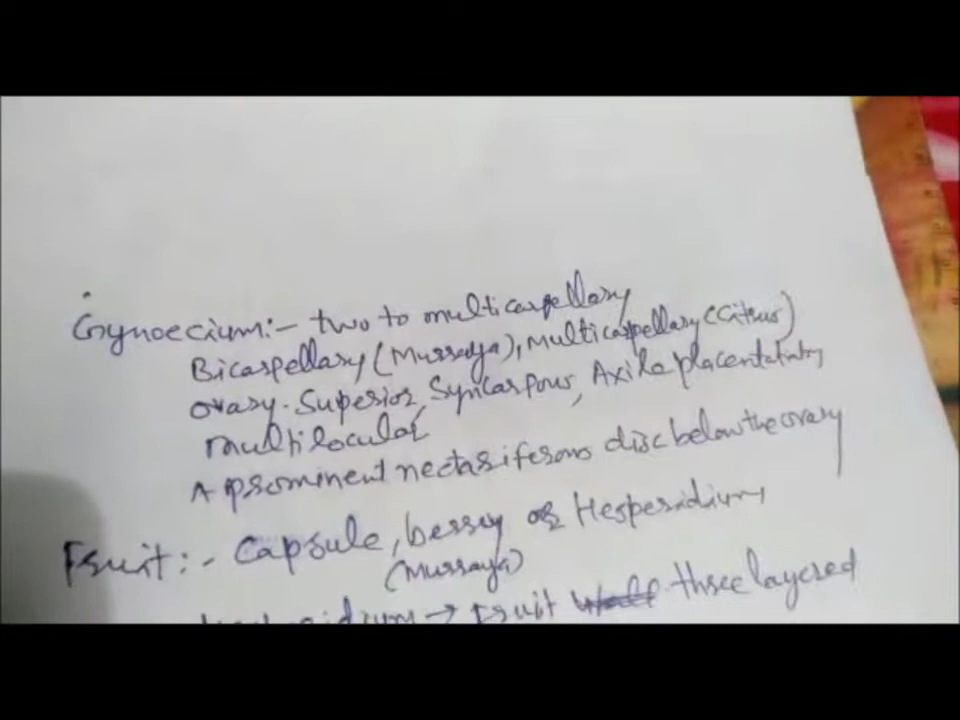 Gynoecium:- two to multicarpellary
Bicarpellary (Murraya), Multicarpellary (Citrus)
ovary. Superior, Syncarpous, Axile placentation,
multilocular
A prominent nectariferous disc below the ovary
Fruit:- Capsule, berry or Hesperidium,
(Murraya)
→ Fruit three layered